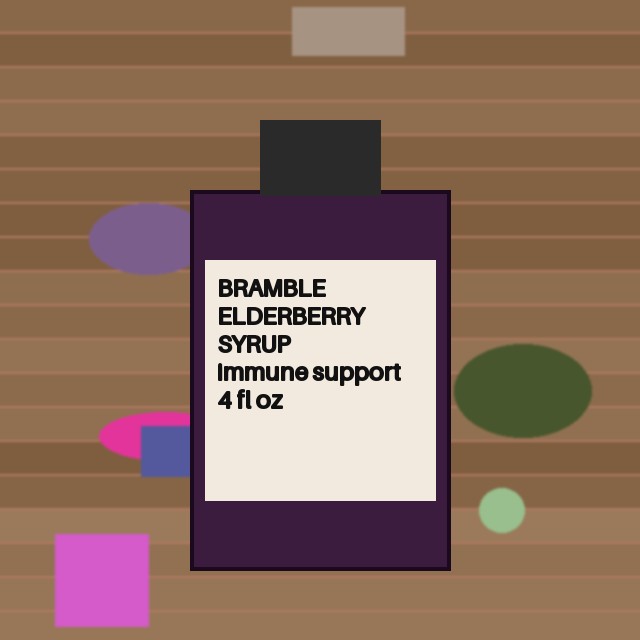 BRAMBLE
ELDERBERRY
SYRUP
Immune support
4 fl oz